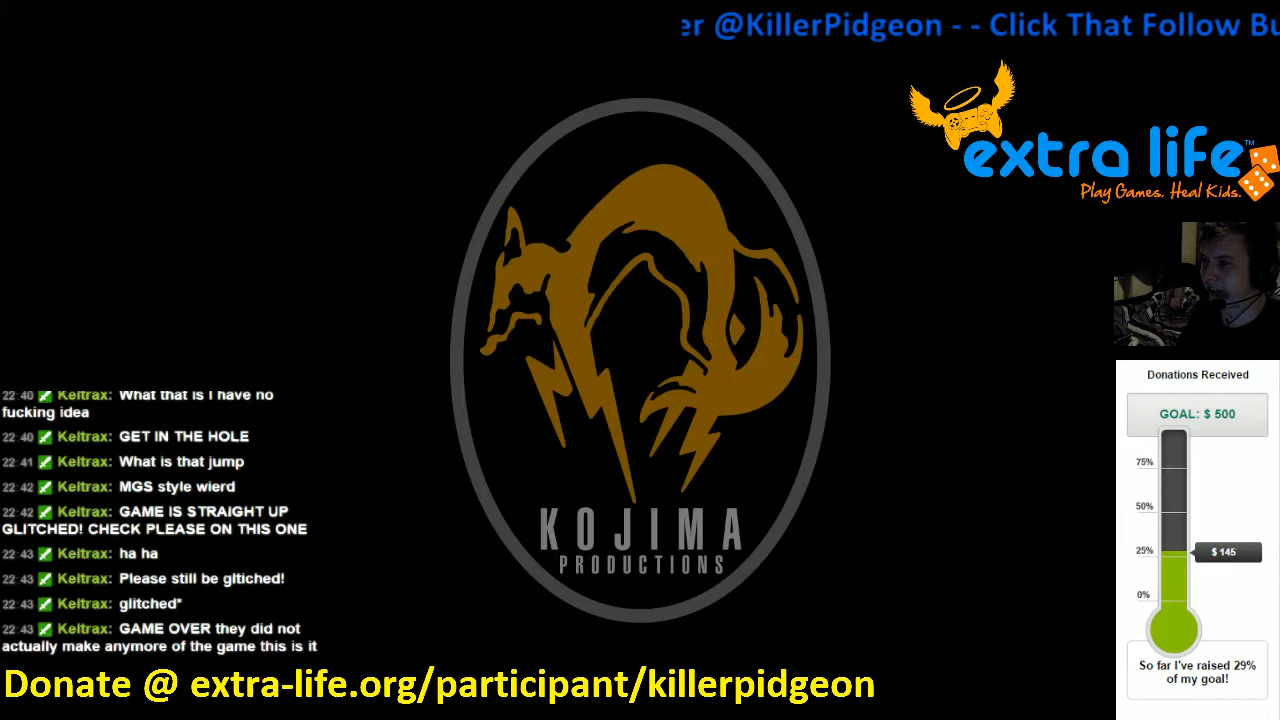 er @KillerPidgeon - - Click That Follow Bu
extra life™
Play Games. Heal Kids.
KOJIMA
PRODUCTIONS
22:40 Keltrax: What that is I have no
fucking idea
22:40 Keltrax: GET IN THE HOLE
22:41 Keltrax: What is that jump
22:42 Keltrax: MGS style wierd
22:42 Keltrax: GAME IS STRAIGHT UP
GLITCHED! CHECK PLEASE ON THIS ONE
22:43 Keltrax: ha ha
22:43 Keltrax: Please still be gltiched!
22:43 Keltrax: glitched*
22:43 Keltrax: GAME OVER they did not
actually make anymore of the game this is it
Donations Received
GOAL: $ 500
75%
50%
25%
$ 145
0%
So far I've raised 29%
of my goal!
Donate @ extra-life.org/participant/killerpidgeon